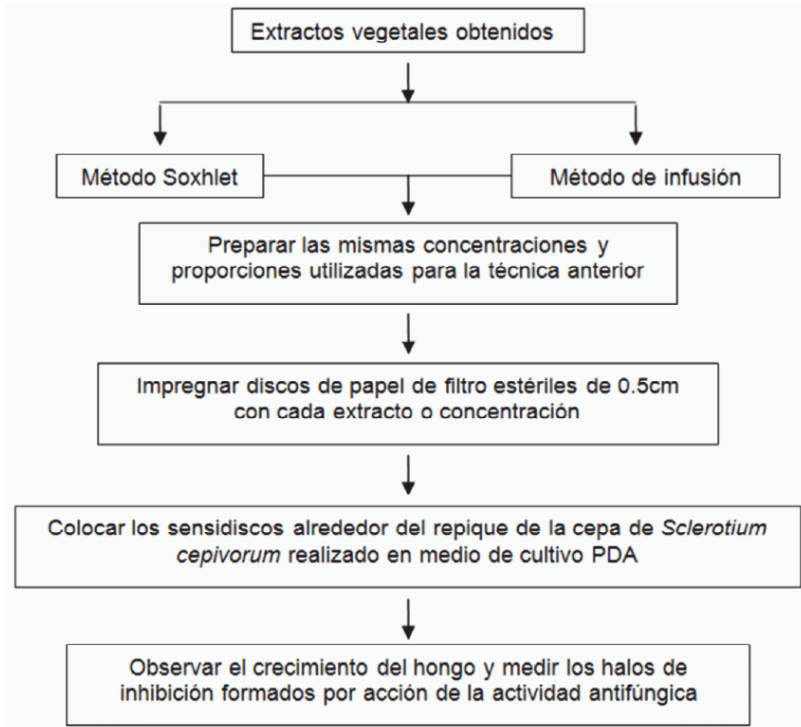 Extractos vegetales obtenidos
Método Soxhlet
Método de infusión
Preparar las mismas concentraciones y
proporciones utilizadas para la técnica anterior
Impregnar discos de papel de filtro estériles de 0.5cm
con cada extracto o concentración
Colocar los sensidiscos alrededor del repique de la cepa de Sclerotium
cepivorum realizado en medio de cultivo PDA
Observar el crecimiento del hongo y medir los halos de
inhibición formados por acción de la actividad antifúngica